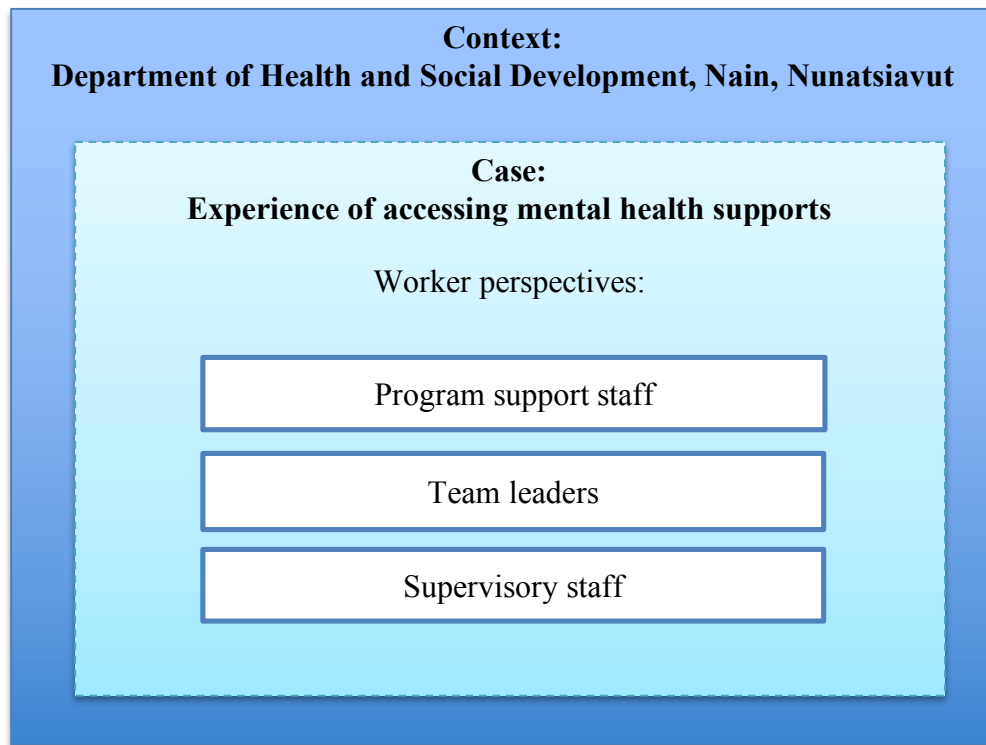 Context:
Department of Health and Social Development, Nain, Nunatsiavut
Case:
Experience of accessing mental health supports
Worker perspectives:
Program support staff
Team leaders
Supervisory staff